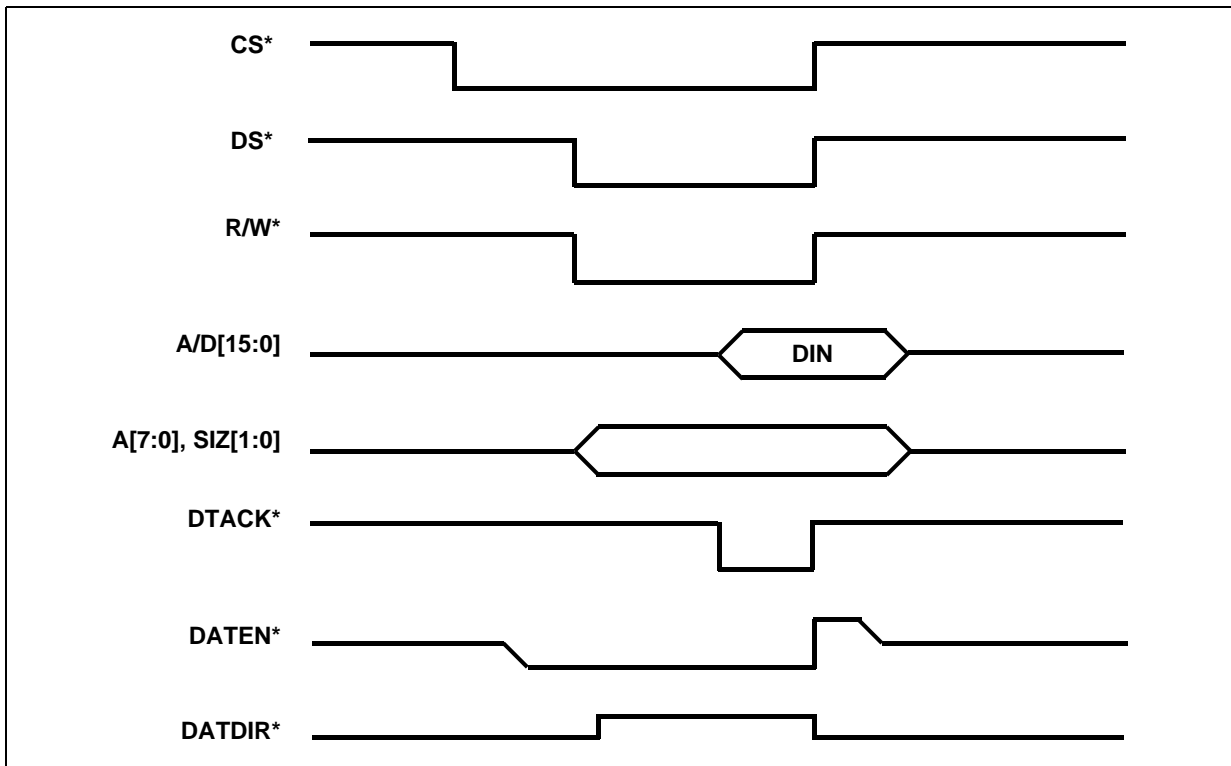 CS*
DS*
R/W*
A/D[15:0]
DIN
A[7:0], SIZ[1:0]
DTACK*
DATEN*
DATDIR*